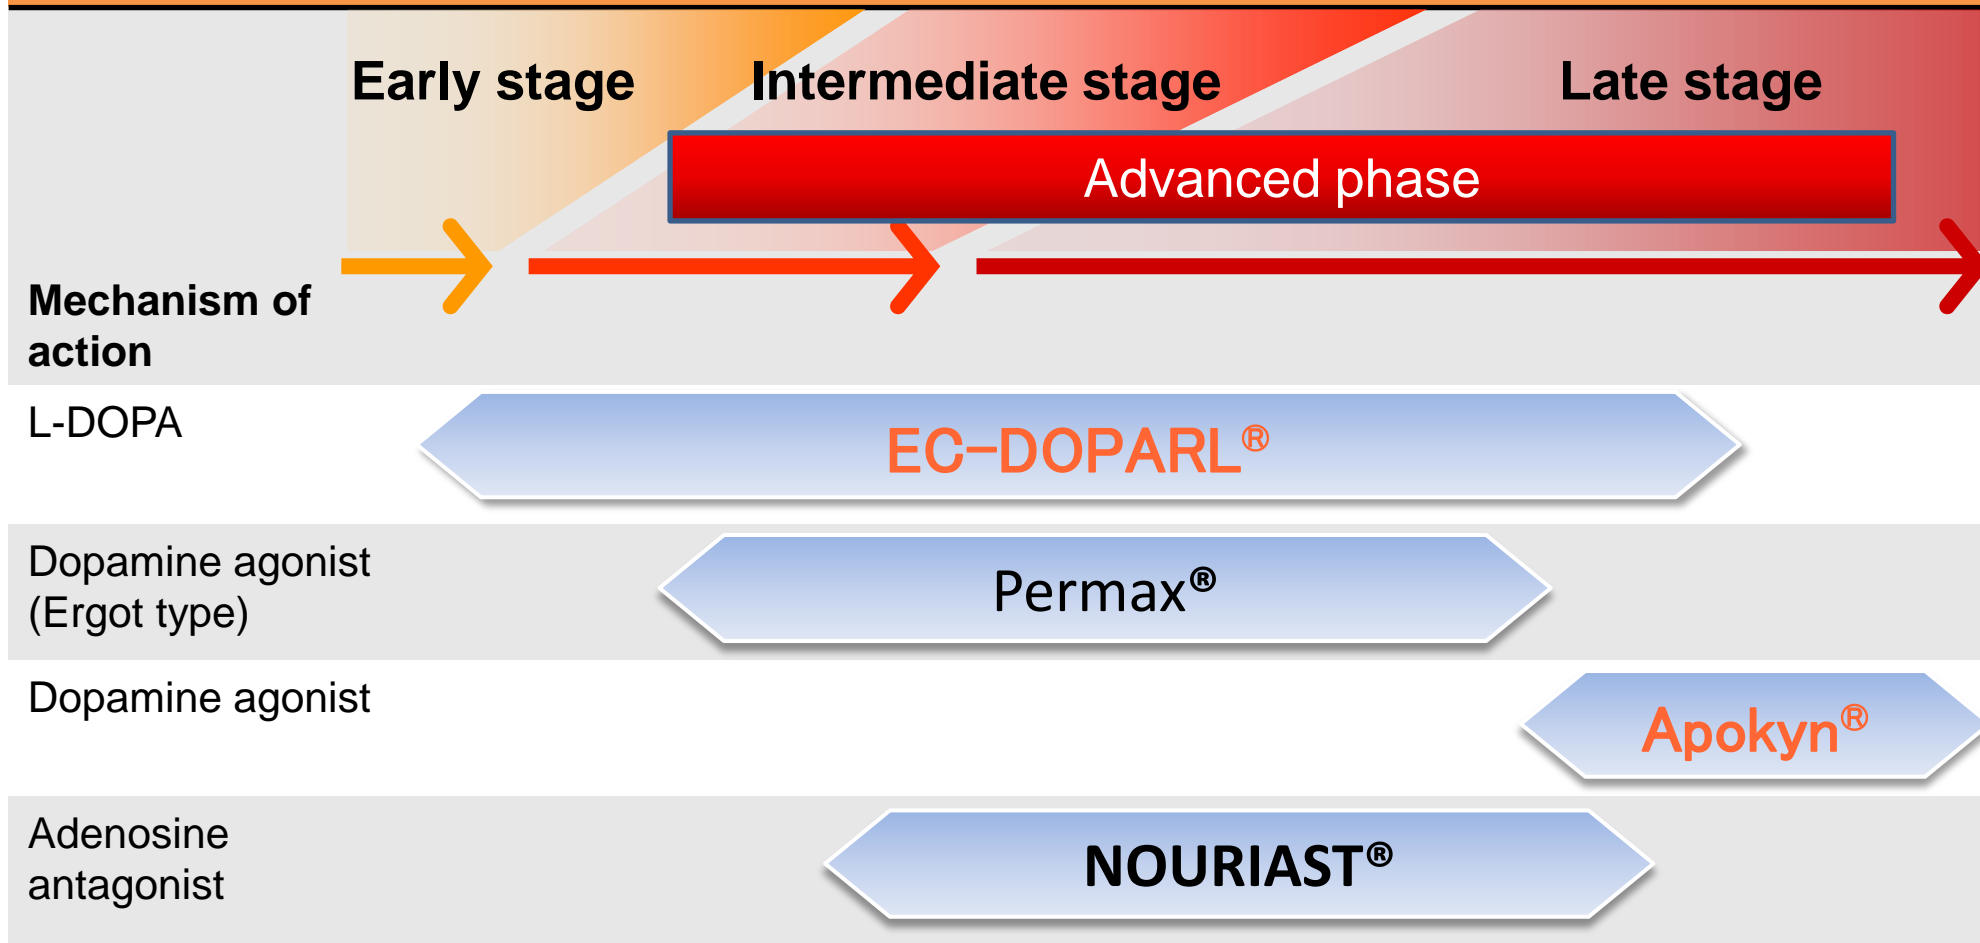 Early stage
Intermediate stage
Late stage
Advanced phase
Mechanism of
action
L-DOPA
EC-DOPARL®
Dopamine agonist
(Ergot type)
Permax®
Dopamine agonist
Apokyn®
Adenosine
antagonist
NOURIAST®